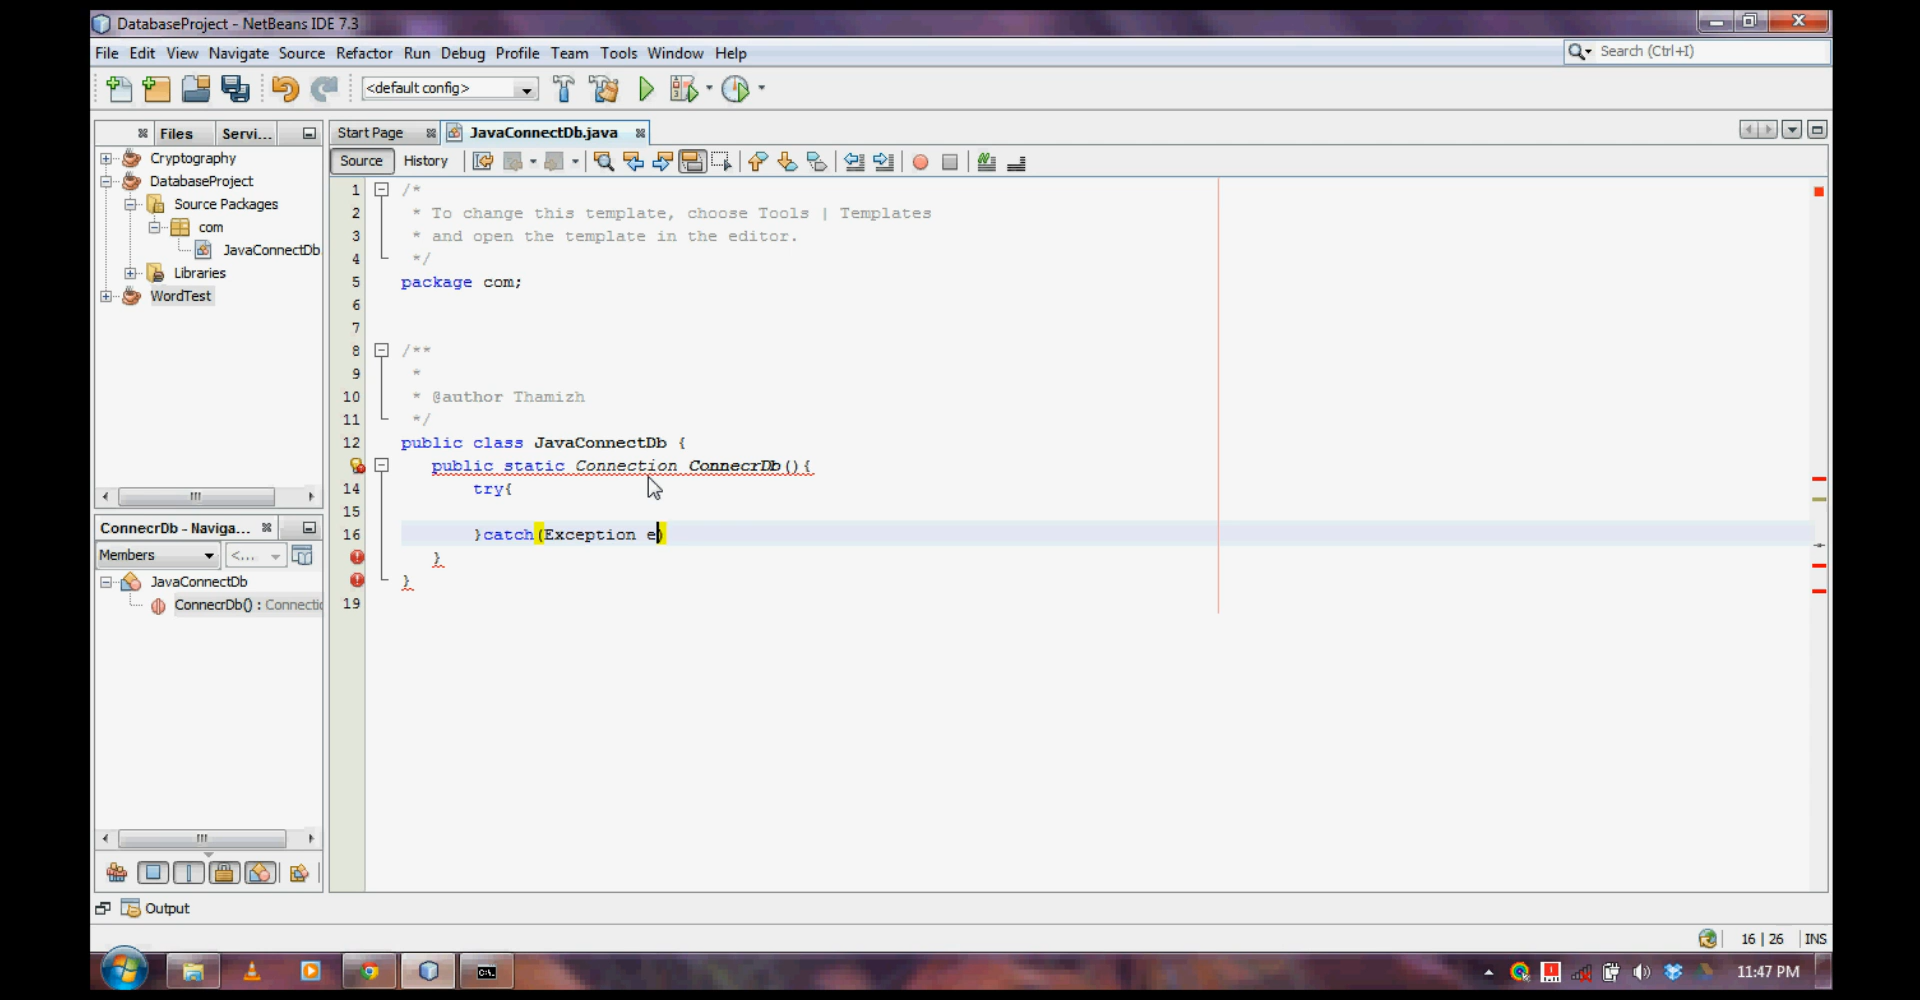 DatabaseProject - NetBeans IDE 7.3
File Edit View Navigate Source Refactor Run Debug Profile Team Tools Window Help
Search (Ctrl+I)
<default config>
Files
Servi...
Start Page
JavaConnectDb.java
Source
History
Cryptography
DatabaseProject
Source Packages
com
JavaConnectDb
Libraries
WordTest
1 /*
2 * To change this template, choose Tools | Templates
3 * and open the template in the editor.
4 */
5 package com;
6
7
8 /**
9 *
10 * @author Thamizh
11 */
12 public class JavaConnectDb {
public static Connection ConnecrDb(){
14 try{
15
16 }catch(Exception e)
}
}
19
ConnecrDb - Naviga...
Members
<...
JavaConnectDb
ConnecrDb() : Connectic
Output
16 | 26 INS
11:47 PM